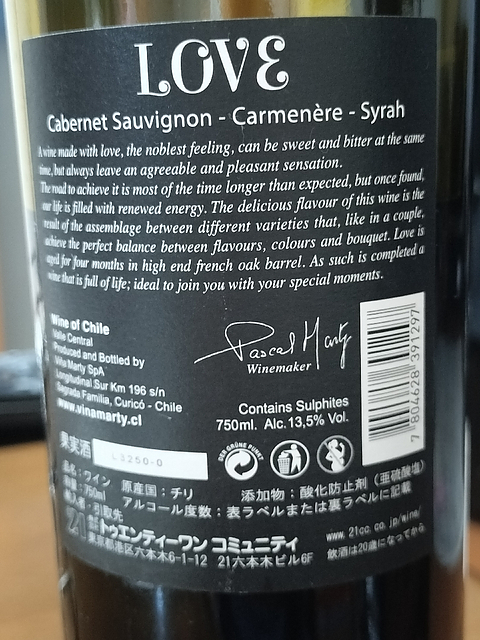 LOVE
Cabernet Sauvignon - Carmenère - Syrah
A wine made with love, the noblest feeling, can be sweet and bitter at the same
time, but always leave an agreeable and pleasant sensation.
The road to achieve it is most of the time longer than expected, but once found,
our life is filled with renewed energy. The delicious flavour of this wine is the
result of the assemblage between different varieties that, like in a couple,
achieve the perfect balance between flavours, colours and bouquet. Love is
aged for four months in high end french oak barrel. As such is completed a
wine that is full of life; ideal to join you with your special moments.
Wine of Chile
Valle Central
Produced and Bottled by
Viña Marty SpA
Longitudinal Sur Km 196 s/n
Sagrada Familia, Curicó - Chile
www.vinamarty.cl
Pascal Marty
Winemaker
Contains Sulphites
750ml. Alc.13,5% Vol.
7 804628 391297
DER GRÜNE PUNKT
果実酒
L3250-0
品名：ワイン 原産国：チリ 添加物：酸化防止剤（亜硫酸塩）
容量：750ml アルコール度数：表ラベルまたは裏ラベルに記載
輸入者・引取先
21 株式会社 トゥエンティーワン コミュニティ www.21cc.co.jp/wine/
東京都港区六本木6-1-12 21六本木ビル6F 飲酒は20歳になってから